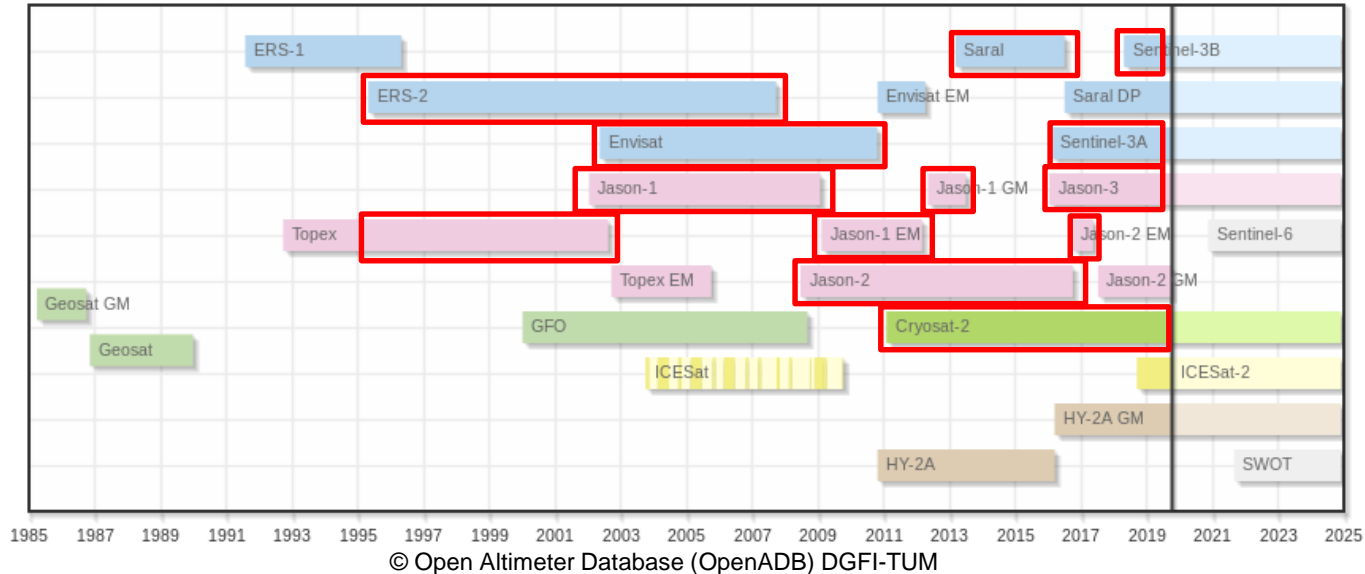 ERS-1
Saral
Sentinel-3B
ERS-2
Envisat EM
Saral DP
Envisat
Sentinel-3A
Jason-1
Jason-1 GM
Jason-3
Topex
Jason-1 EM
Jason-2 EM
Sentinel-6
Topex EM
Jason-2
Jason-2 GM
Geosat GM
GFO
Cryosat-2
Geosat
ICESat
ICESat-2
HY-2A GM
HY-2A
SWOT
1985 1987 1989 1991 1993 1995 1997 1999 2001 2003 2005 2007 2009 2011 2013 2015 2017 2019 2021 2023 2025
© Open Altimeter Database (OpenADB) DGFI-TUM